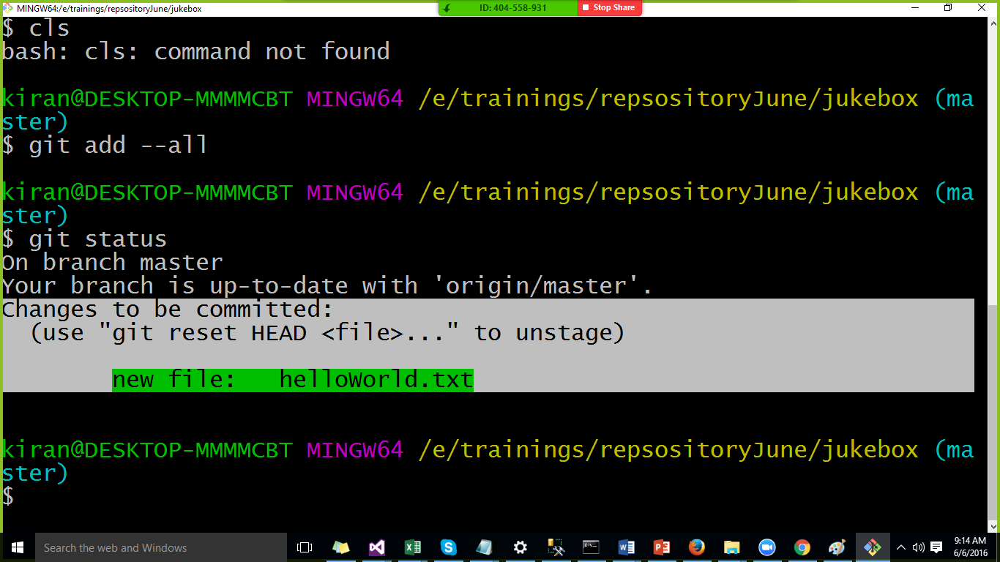 MINGW64:/e/trainings/repsositoryJune/jukebox
ID: 404-558-931
Stop Share
$ cls
bash: cls: command not found
kiran@DESKTOP-MMMMCBT MINGW64 /e/trainings/repsositoryJune/jukebox (ma
ster)
$ git add --all
kiran@DESKTOP-MMMMCBT MINGW64 /e/trainings/repsositoryJune/jukebox (ma
ster)
$ git status
On branch master
Your branch is up-to-date with 'origin/master'.
Changes to be committed:
  (use "git reset HEAD <file>..." to unstage)
        new file:   helloWorld.txt
kiran@DESKTOP-MMMMCBT MINGW64 /e/trainings/repsositoryJune/jukebox (ma
ster)
$
Search the web and Windows
9:14 AM
6/6/2016